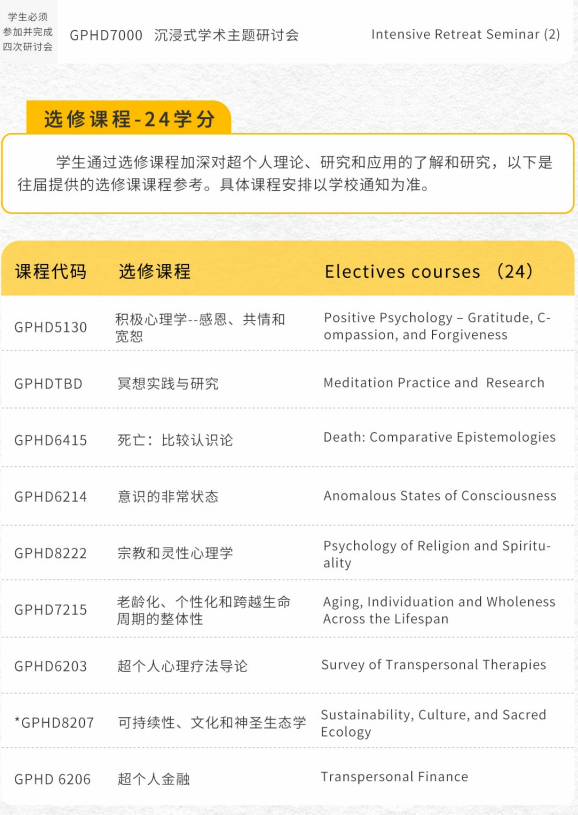 学生必须
参加并完成
四次研讨会
GPHD7000 沉浸式学术主题研讨会 Intensive Retreat Seminar (2)
选修课程-24学分
学生通过选修课程加深对超个人理论、研究和应用的了解和研究，以下是
往届提供的选修课课程参考。具体课程安排以学校通知为准。
课程代码 选修课程 Electives courses （24）
GPHD5130 积极心理学--感恩、共情和 Positive Psychology – Gratitude, C-
宽恕 ompassion, and Forgiveness
GPHDTBD 冥想实践与研究 Meditation Practice and Research
GPHD6415 死亡：比较认识论 Death: Comparative Epistemologies
GPHD6214 意识的非常状态 Anomalous States of Consciousness
GPHD8222 宗教和灵性心理学 Psychology of Religion and Spiritu-
ality
GPHD7215 老龄化、个性化和跨越生命 Aging, Individuation and Wholeness
周期的整体性 Across the Lifespan
GPHD6203 超个人心理疗法导论 Survey of Transpersonal Therapies
*GPHD8207 可持续性、文化和神圣生态学 Sustainability, Culture, and Sacred
Ecology
GPHD 6206 超个人金融 Transpersonal Finance